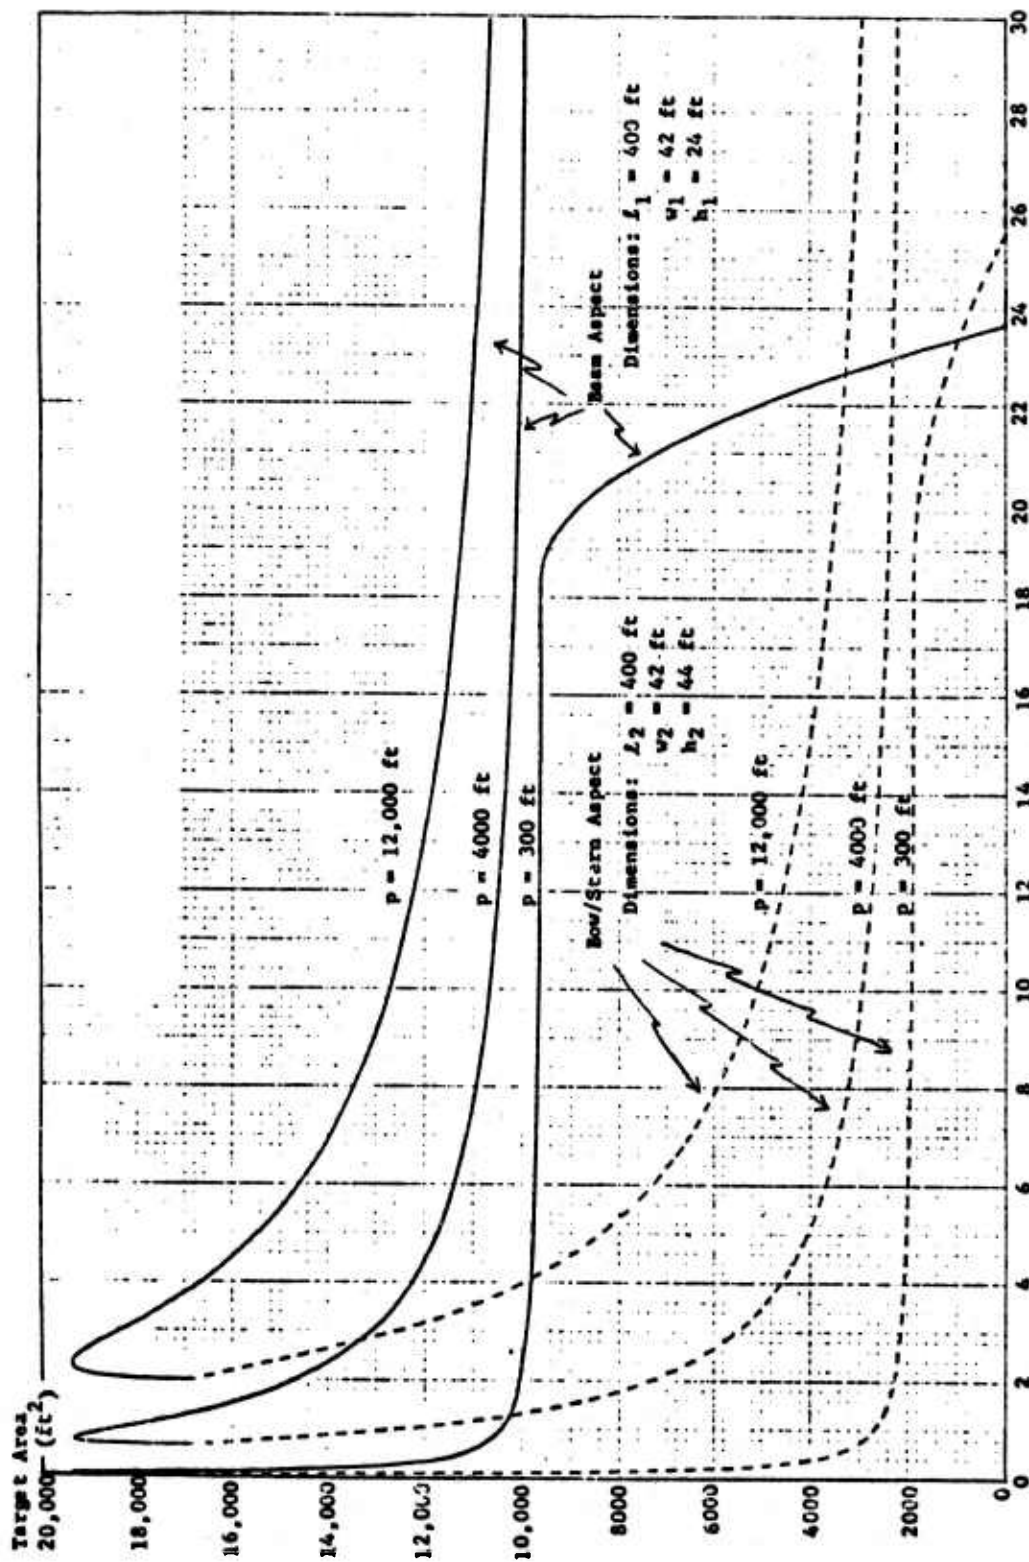 Target Area
(ft²)
20,000
18,000
16,000
14,000
12,000
10,000
8000
6000
4000
2000
0
p = 12,000 ft
p = 4000 ft
p = 300 ft
Beam Aspect
Dimensions: ℓ1 = 400 ft
w1 = 42 ft
h1 = 24 ft
Bow/Stern Aspect
Dimensions: ℓ2 = 400 ft
w2 = 42 ft
h2 = 44 ft
p = 12,000 ft
p = 4000 ft
p = 300 ft
0 2 4 6 8 10 12 14 16 18 20 22 24 26 28 30